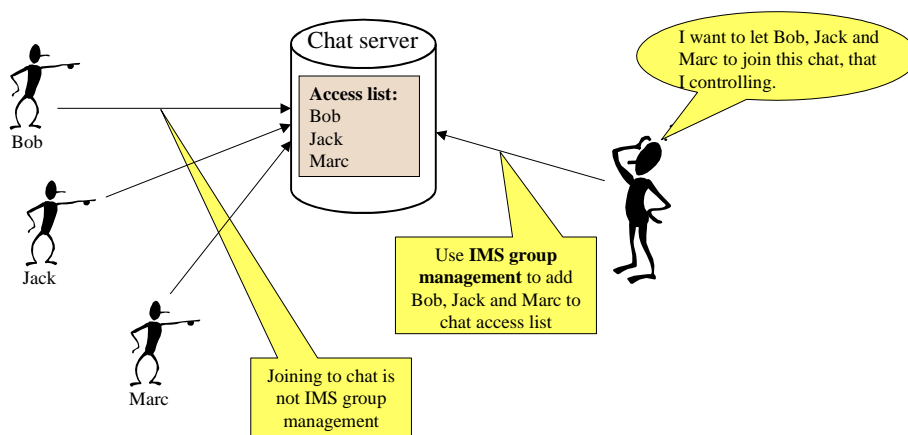 Chat server
Access list:
Bob
Jack
Marc
I want to let Bob, Jack and
Marc to join this chat, that
I controlling.
Bob
Jack
Marc
Use IMS group
management to add
Bob, Jack and Marc to
chat access list
Joining to chat is
not IMS group
management